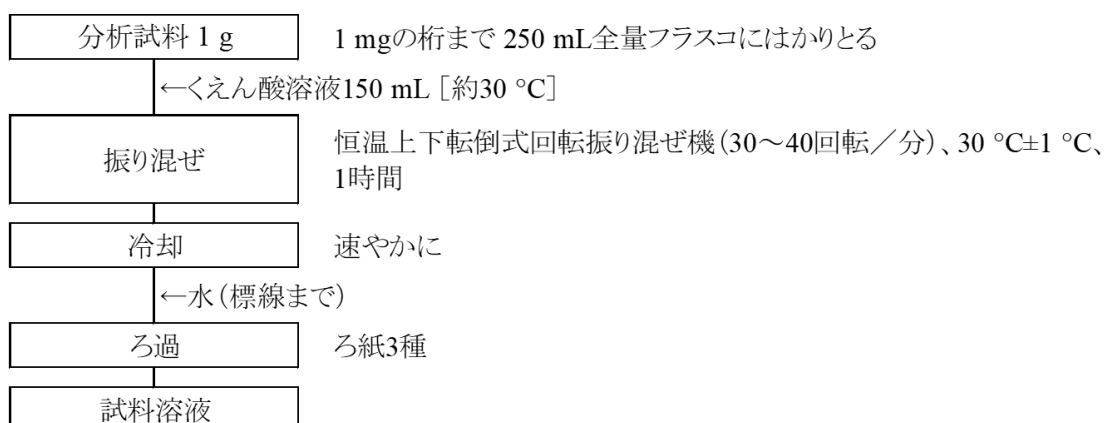 分析試料 1 g
1 mgの桁まで 250 mL全量フラスコにはかりとる
←くえん酸溶液150 mL [約30 °C]
振り混ぜ
恒温上下転倒式回転振り混ぜ機(30~40回転/分)、30 °C±1 °C、
1時間
冷却
速やかに
←水(標線まで)
ろ過
ろ紙3種
試料溶液